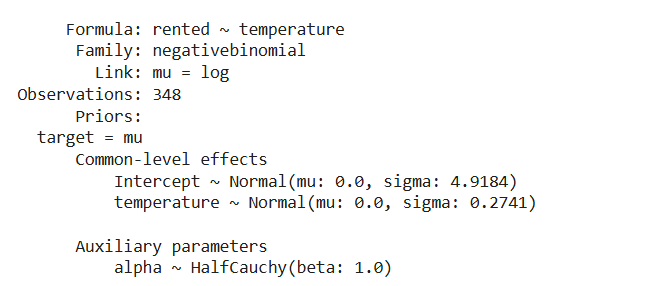 Formula: rented ~ temperature
Family: negativebinomial
Link: mu = log
Observations: 348
Priors:
target = mu
Common-level effects
Intercept ~ Normal(mu: 0.0, sigma: 4.9184)
temperature ~ Normal(mu: 0.0, sigma: 0.2741)
Auxiliary parameters
alpha ~ HalfCauchy(beta: 1.0)